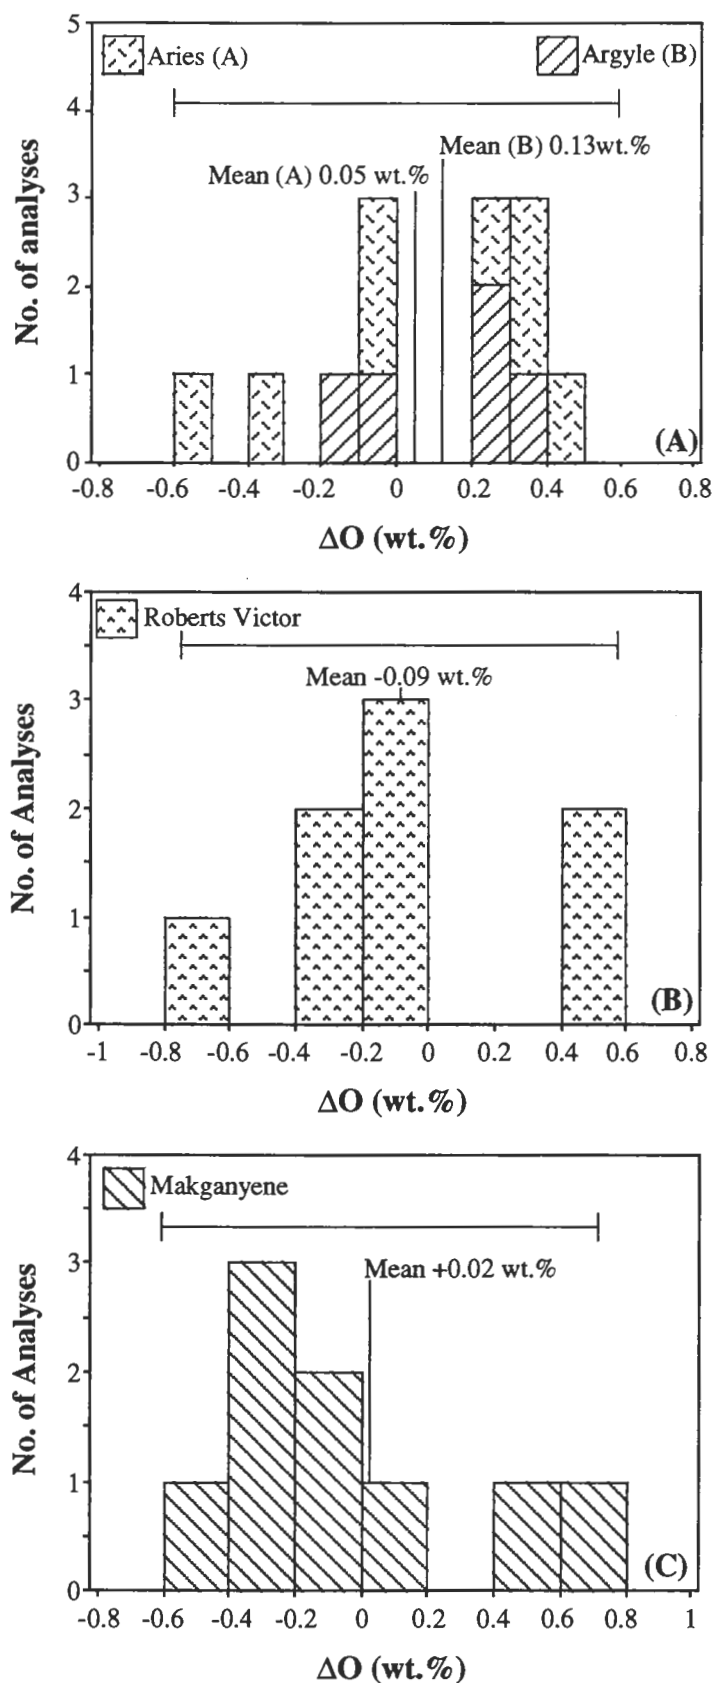 5
Aries (A)
Argyle (B)
4
Mean (B) 0.13wt.%
Mean (A) 0.05 wt.%
3
No. of analyses
2
1
(A)
0
-0.8 -0.6 -0.4 -0.2 0 0.2 0.4 0.6 0.8
ΔO (wt.%)
4
Roberts Victor
Mean -0.09 wt.%
3
No. of Analyses
2
1
(B)
0
-1 -0.8 -0.6 -0.4 -0.2 0 0.2 0.4 0.6 0.8
ΔO (wt.%)
4
Makganyene
3
Mean +0.02 wt.%
No. of Analyses
2
1
(C)
0
-0.8 -0.6 -0.4 -0.2 0 0.2 0.4 0.6 0.8 1
ΔO (wt.%)